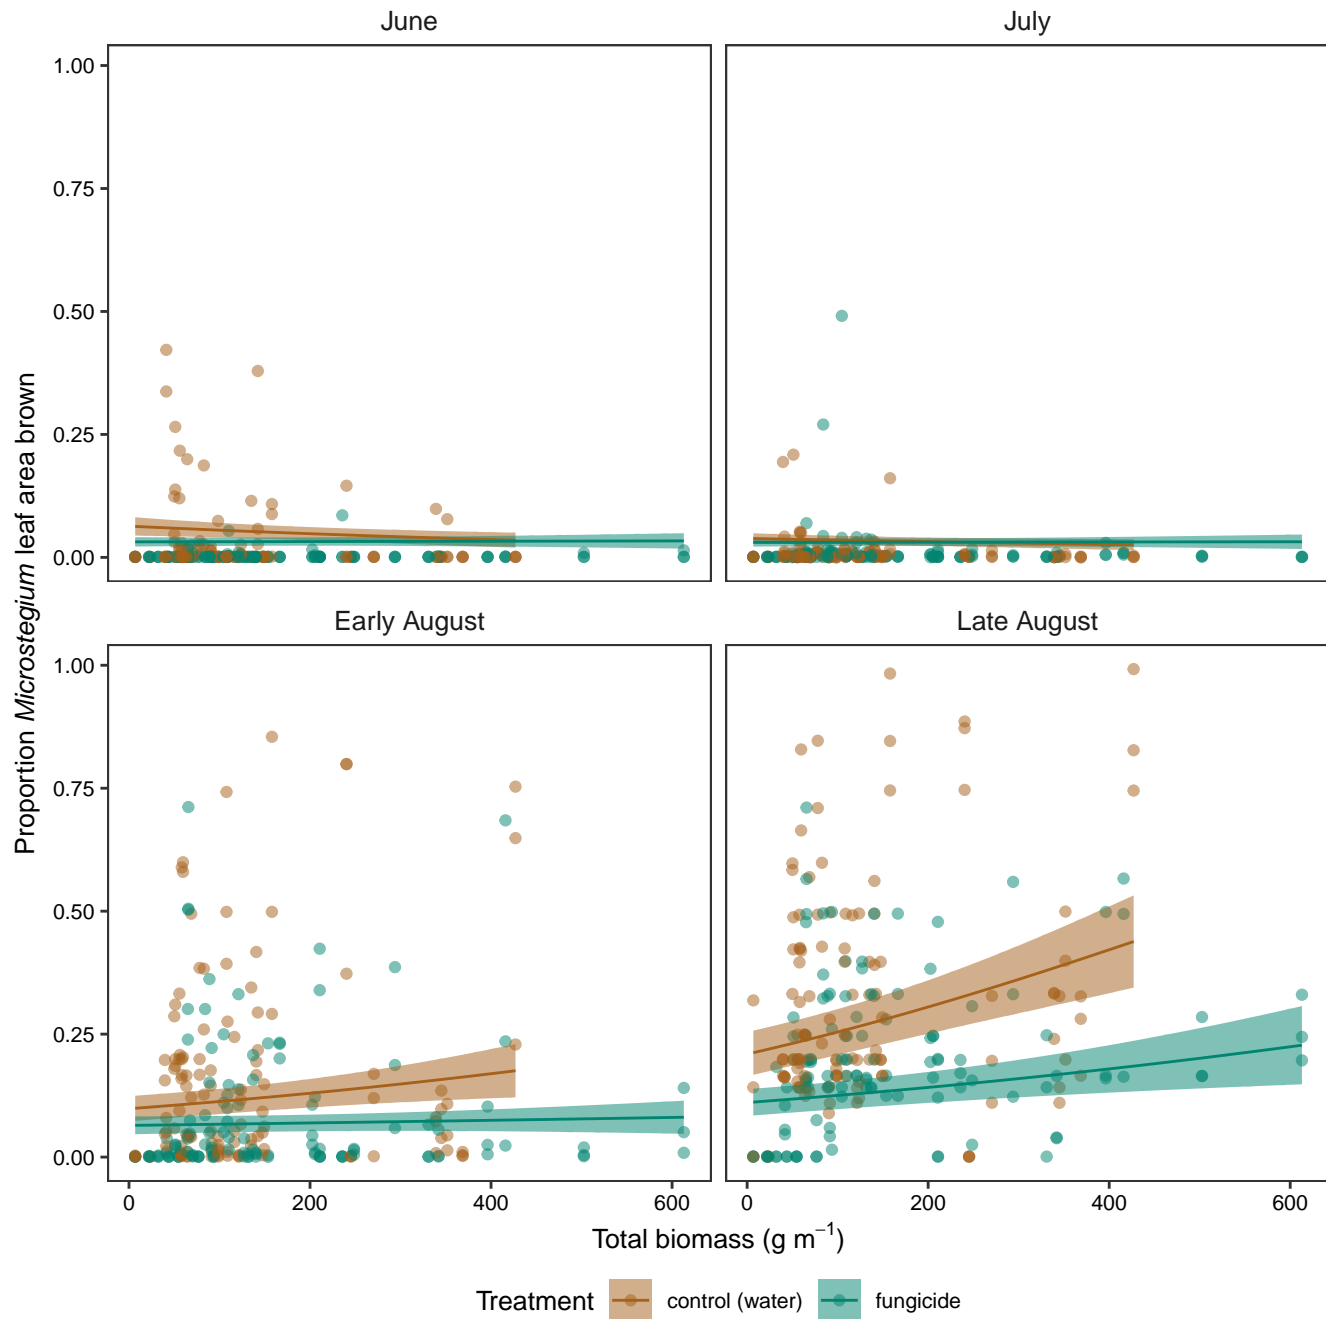 June
July
1.00
0.75
0.50
0.25
0.00
Early August
Late August
1.00
0.75
0.50
0.25
0.00
Proportion Microstegium leaf area brown
0 200 400 600
0 200 400 600
Total biomass (g m⁻¹)
Treatment control (water) fungicide